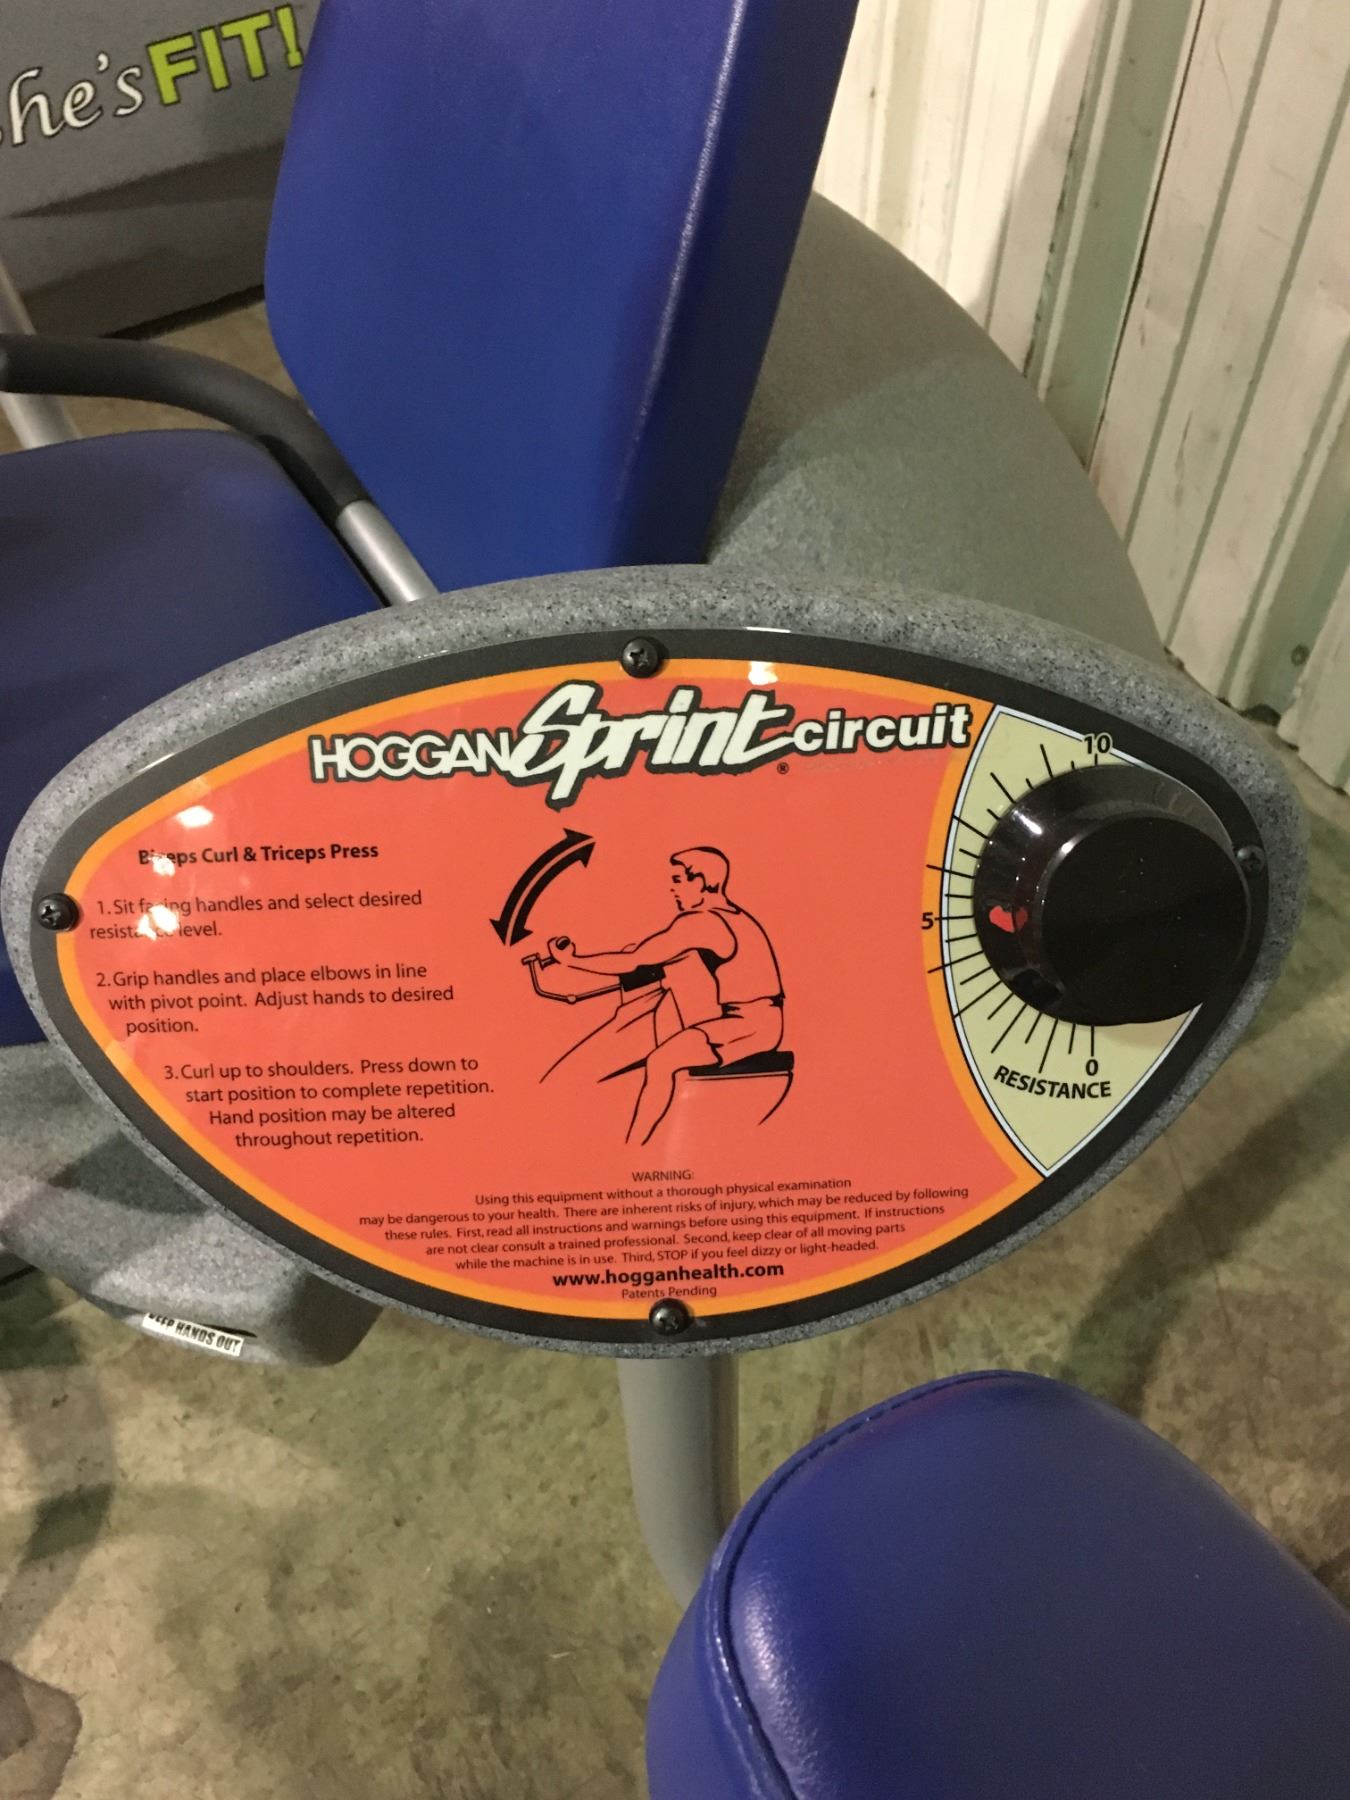 he's FIT!
HOGGAN Sprint circuit
®
10
5
0
RESISTANCE
Biceps Curl & Triceps Press
1. Sit facing handles and select desired
resistance level.
2. Grip handles and place elbows in line
with pivot point. Adjust hands to desired
position.
3. Curl up to shoulders. Press down to
start position to complete repetition.
Hand position may be altered
throughout repetition.
WARNING:
Using this equipment without a thorough physical examination
may be dangerous to your health. There are inherent risks of injury, which may be reduced by following
these rules. First, read all instructions and warnings before using this equipment. If instructions
are not clear consult a trained professional. Second, keep clear of all moving parts
while the machine is in use. Third, STOP if you feel dizzy or light-headed.
www.hogganhealth.com
Patents Pending
KEEP HANDS OUT